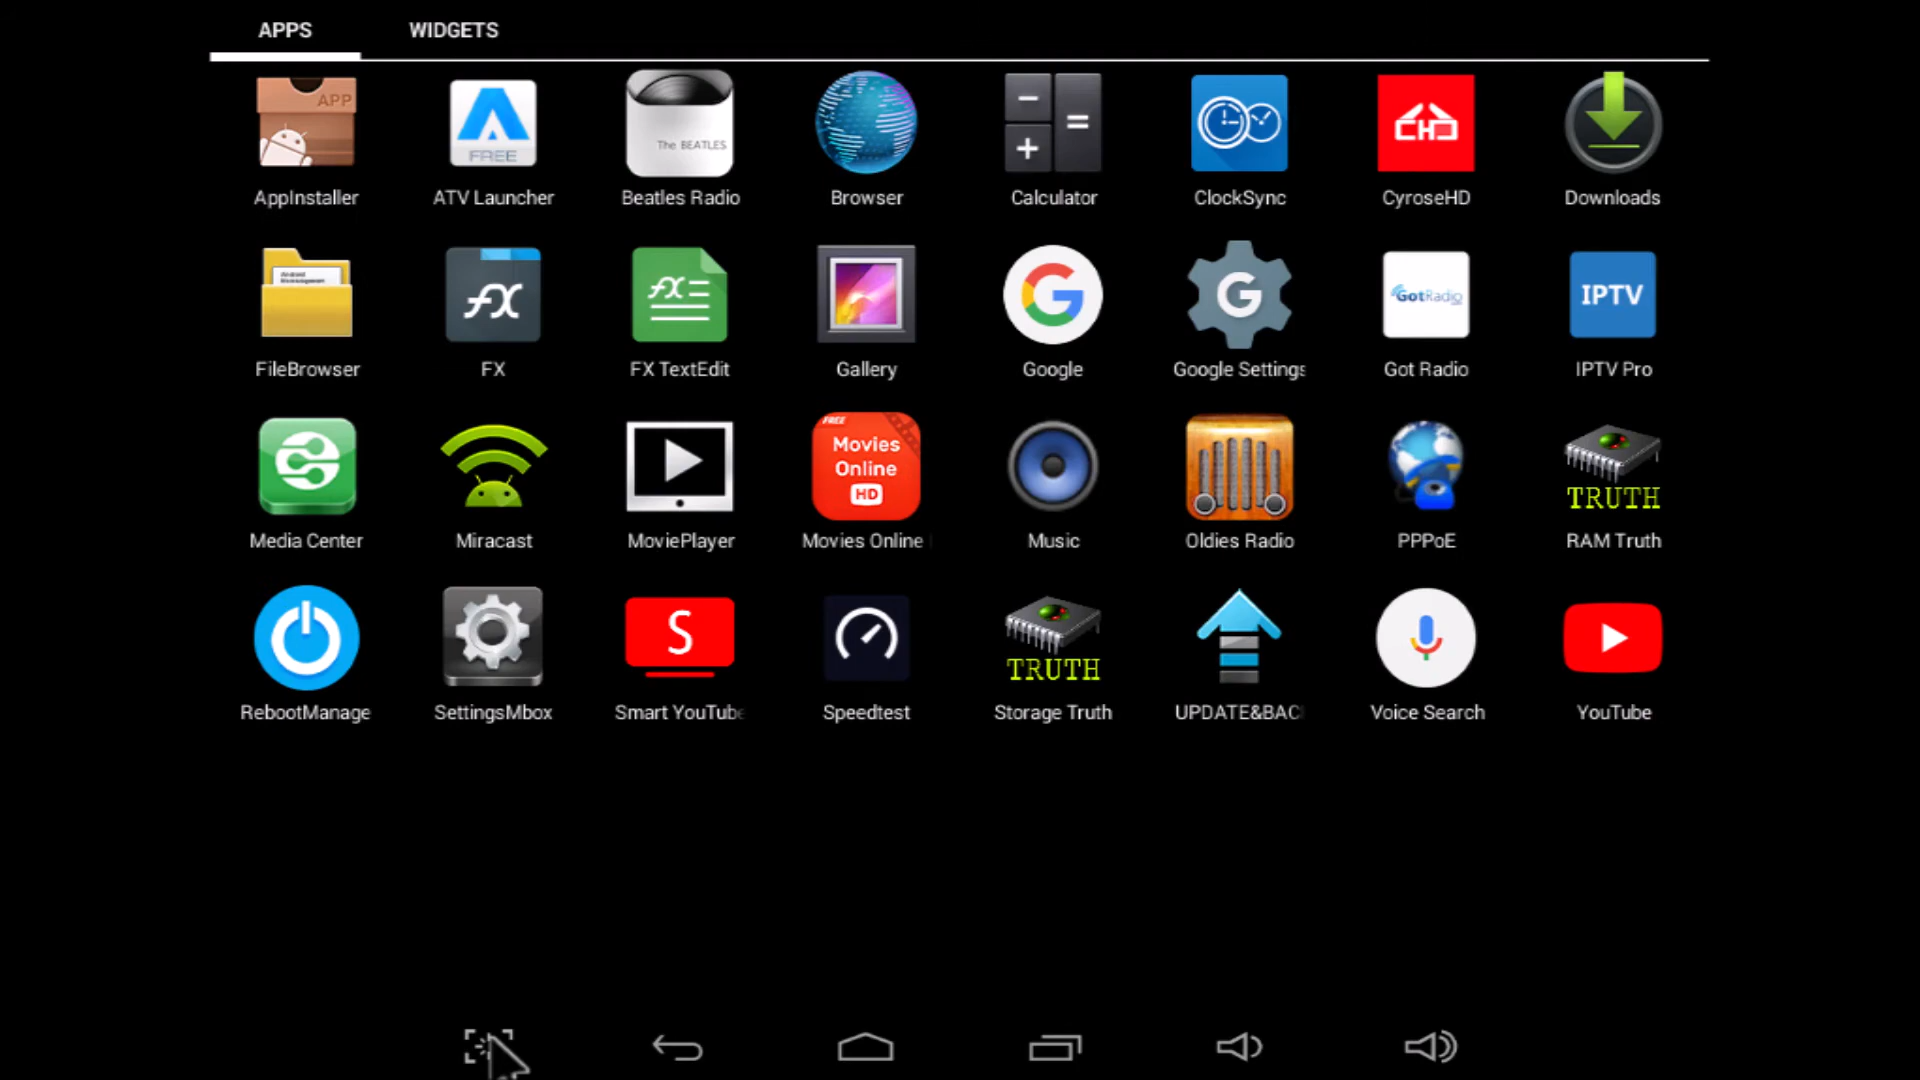 APPS WIDGETS
APP
FREE
The BEATLES
AppInstaller ATV Launcher Beatles Radio Browser Calculator ClockSync CyroseHD Downloads
FX
FX
G
GotRadio
IPTV
FileBrowser FX FX TextEdit Gallery Google Google Settings Got Radio IPTV Pro
FREE
Movies
Online
HD
TRUTH
Media Center Miracast MoviePlayer Movies Online Music Oldies Radio PPPoE RAM Truth
S
TRUTH
RebootManage SettingsMbox Smart YouTube Speedtest Storage Truth UPDATE&BAC Voice Search YouTube